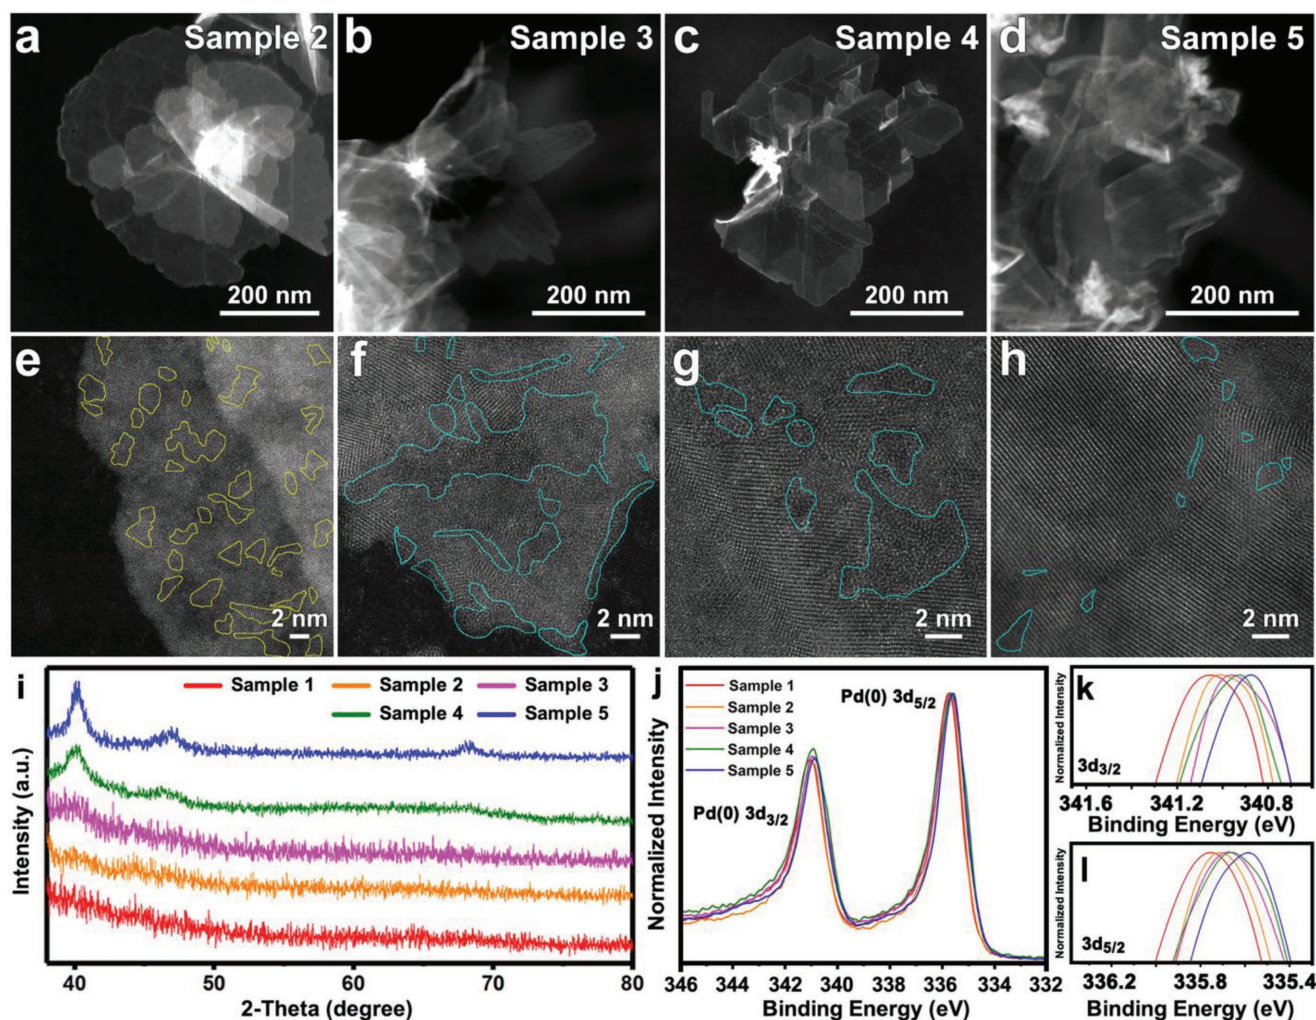 a Sample 2
b Sample 3
c Sample 4
d Sample 5
200 nm
200 nm
200 nm
200 nm
e
f
g
h
2 nm
2 nm
2 nm
2 nm
i
Sample 1 Sample 2 Sample 3
Sample 4 Sample 5
Intensity (a.u.)
40 50 60 70 80
2-Theta (degree)
j
Sample 1
Sample 2
Sample 3
Sample 4
Sample 5
Pd(0) 3d5/2
Pd(0) 3d3/2
Normalized Intensity
346 344 342 340 338 336 334 332
Binding Energy (eV)
k
Normalized Intensity
3d3/2
341.6 341.2 340.8
Binding Energy (eV)
l
Normalized Intensity
3d5/2
336.2 335.8 335.4
Binding Energy (eV)